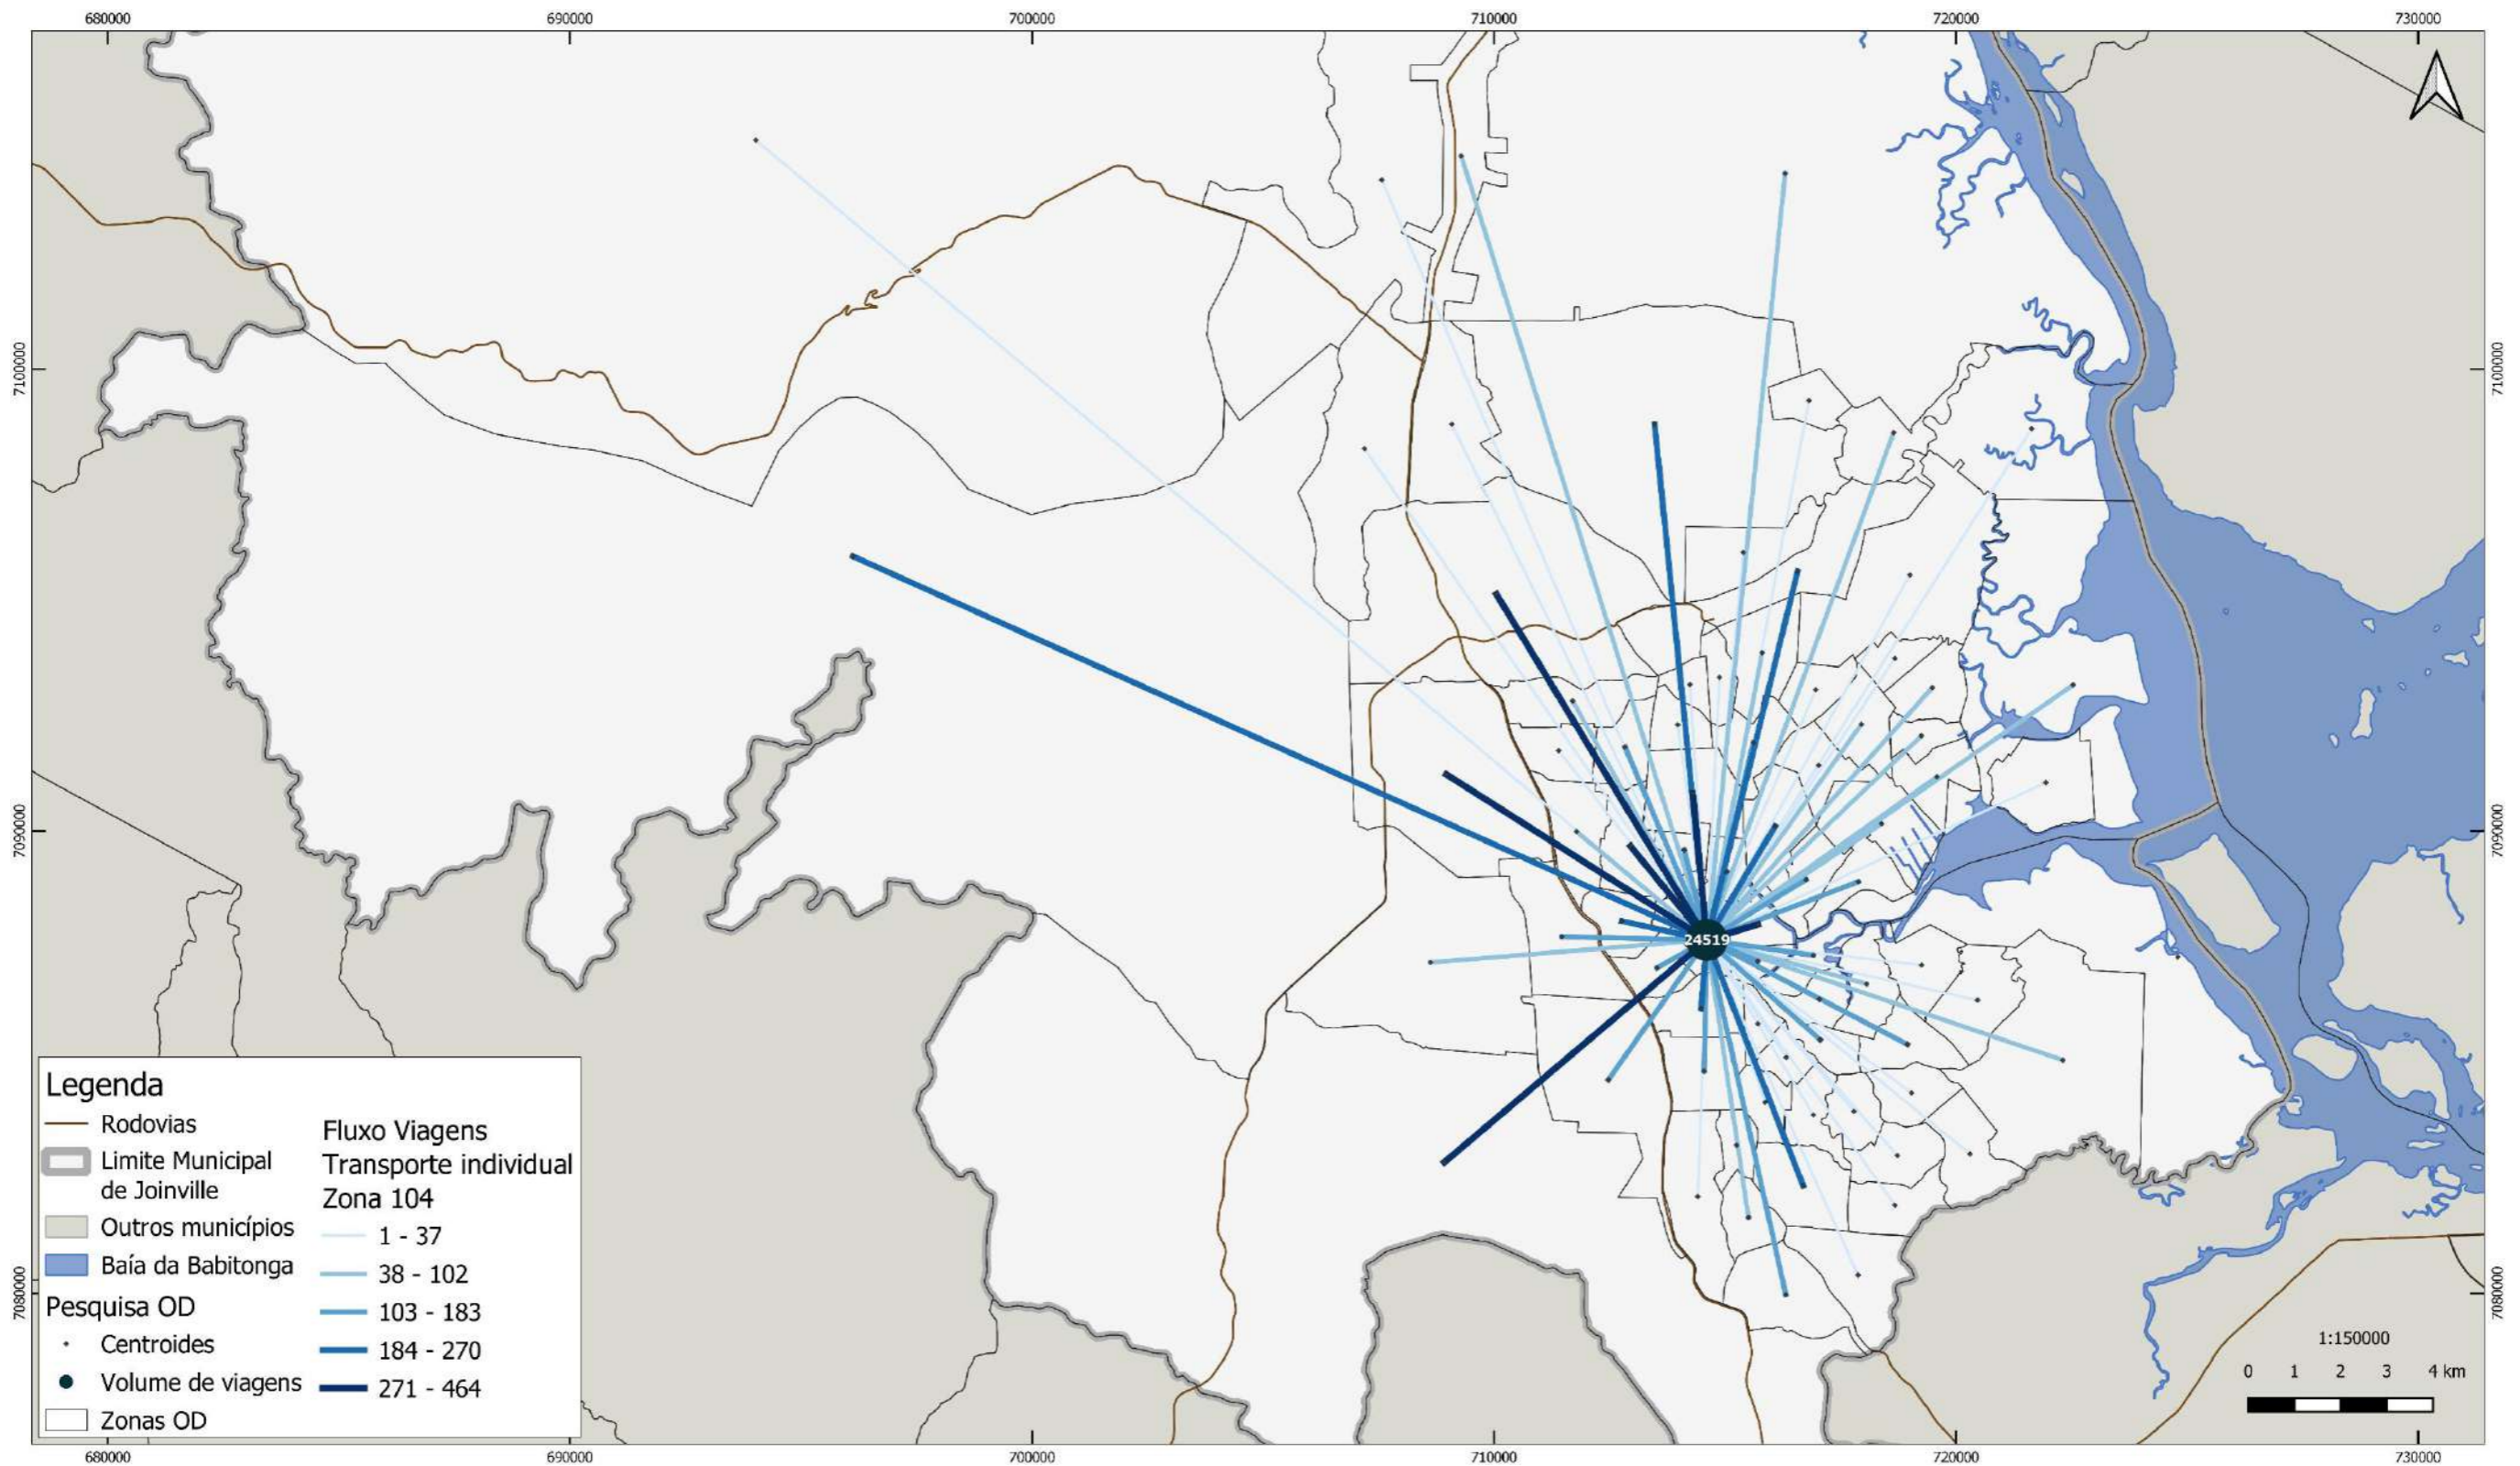 680000
690000
700000
710000
720000
730000
7100000
7100000
24519
7090000
7090000
7080000
7080000
Legenda
Rodovias
Limite Municipal
de Joinville
Outros municípios
Baía da Babitonga
Pesquisa OD
Centroides
Volume de viagens
Zonas OD
Fluxo Viagens
Transporte individual
Zona 104
1 - 37
38 - 102
103 - 183
184 - 270
271 - 464
1:150000
0 1 2 3 4 km
680000
690000
700000
710000
720000
730000